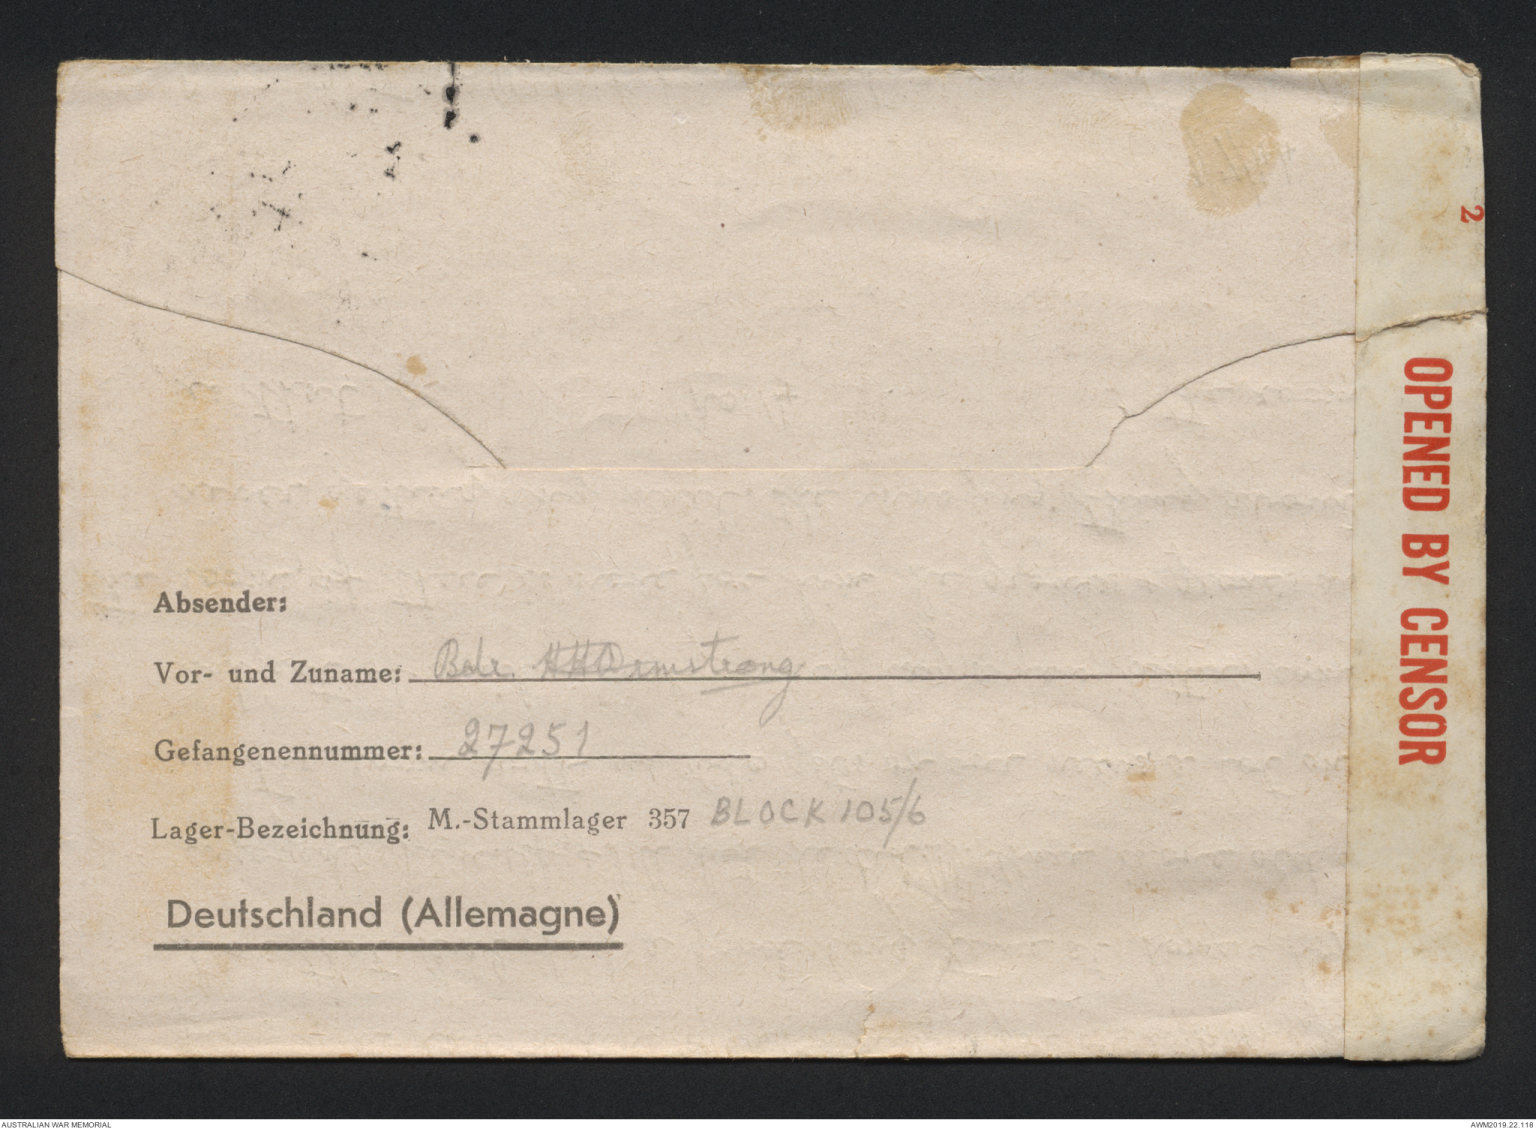 2
OPENED BY CENSOR
Absender:
Vor- und Zuname: Bdr. HHArmstrong
Gefangenennummer: 27251
Lager-Bezeichnung: M.-Stammlager 357 BLOCK 105/6
Deutschland (Allemagne)
AUSTRALIAN WAR MEMORIAL
AWM2019.22.118